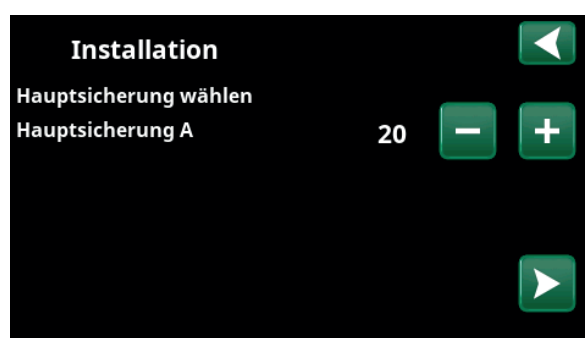 Installation
Hauptsicherung wählen
Hauptsicherung A 20 − +